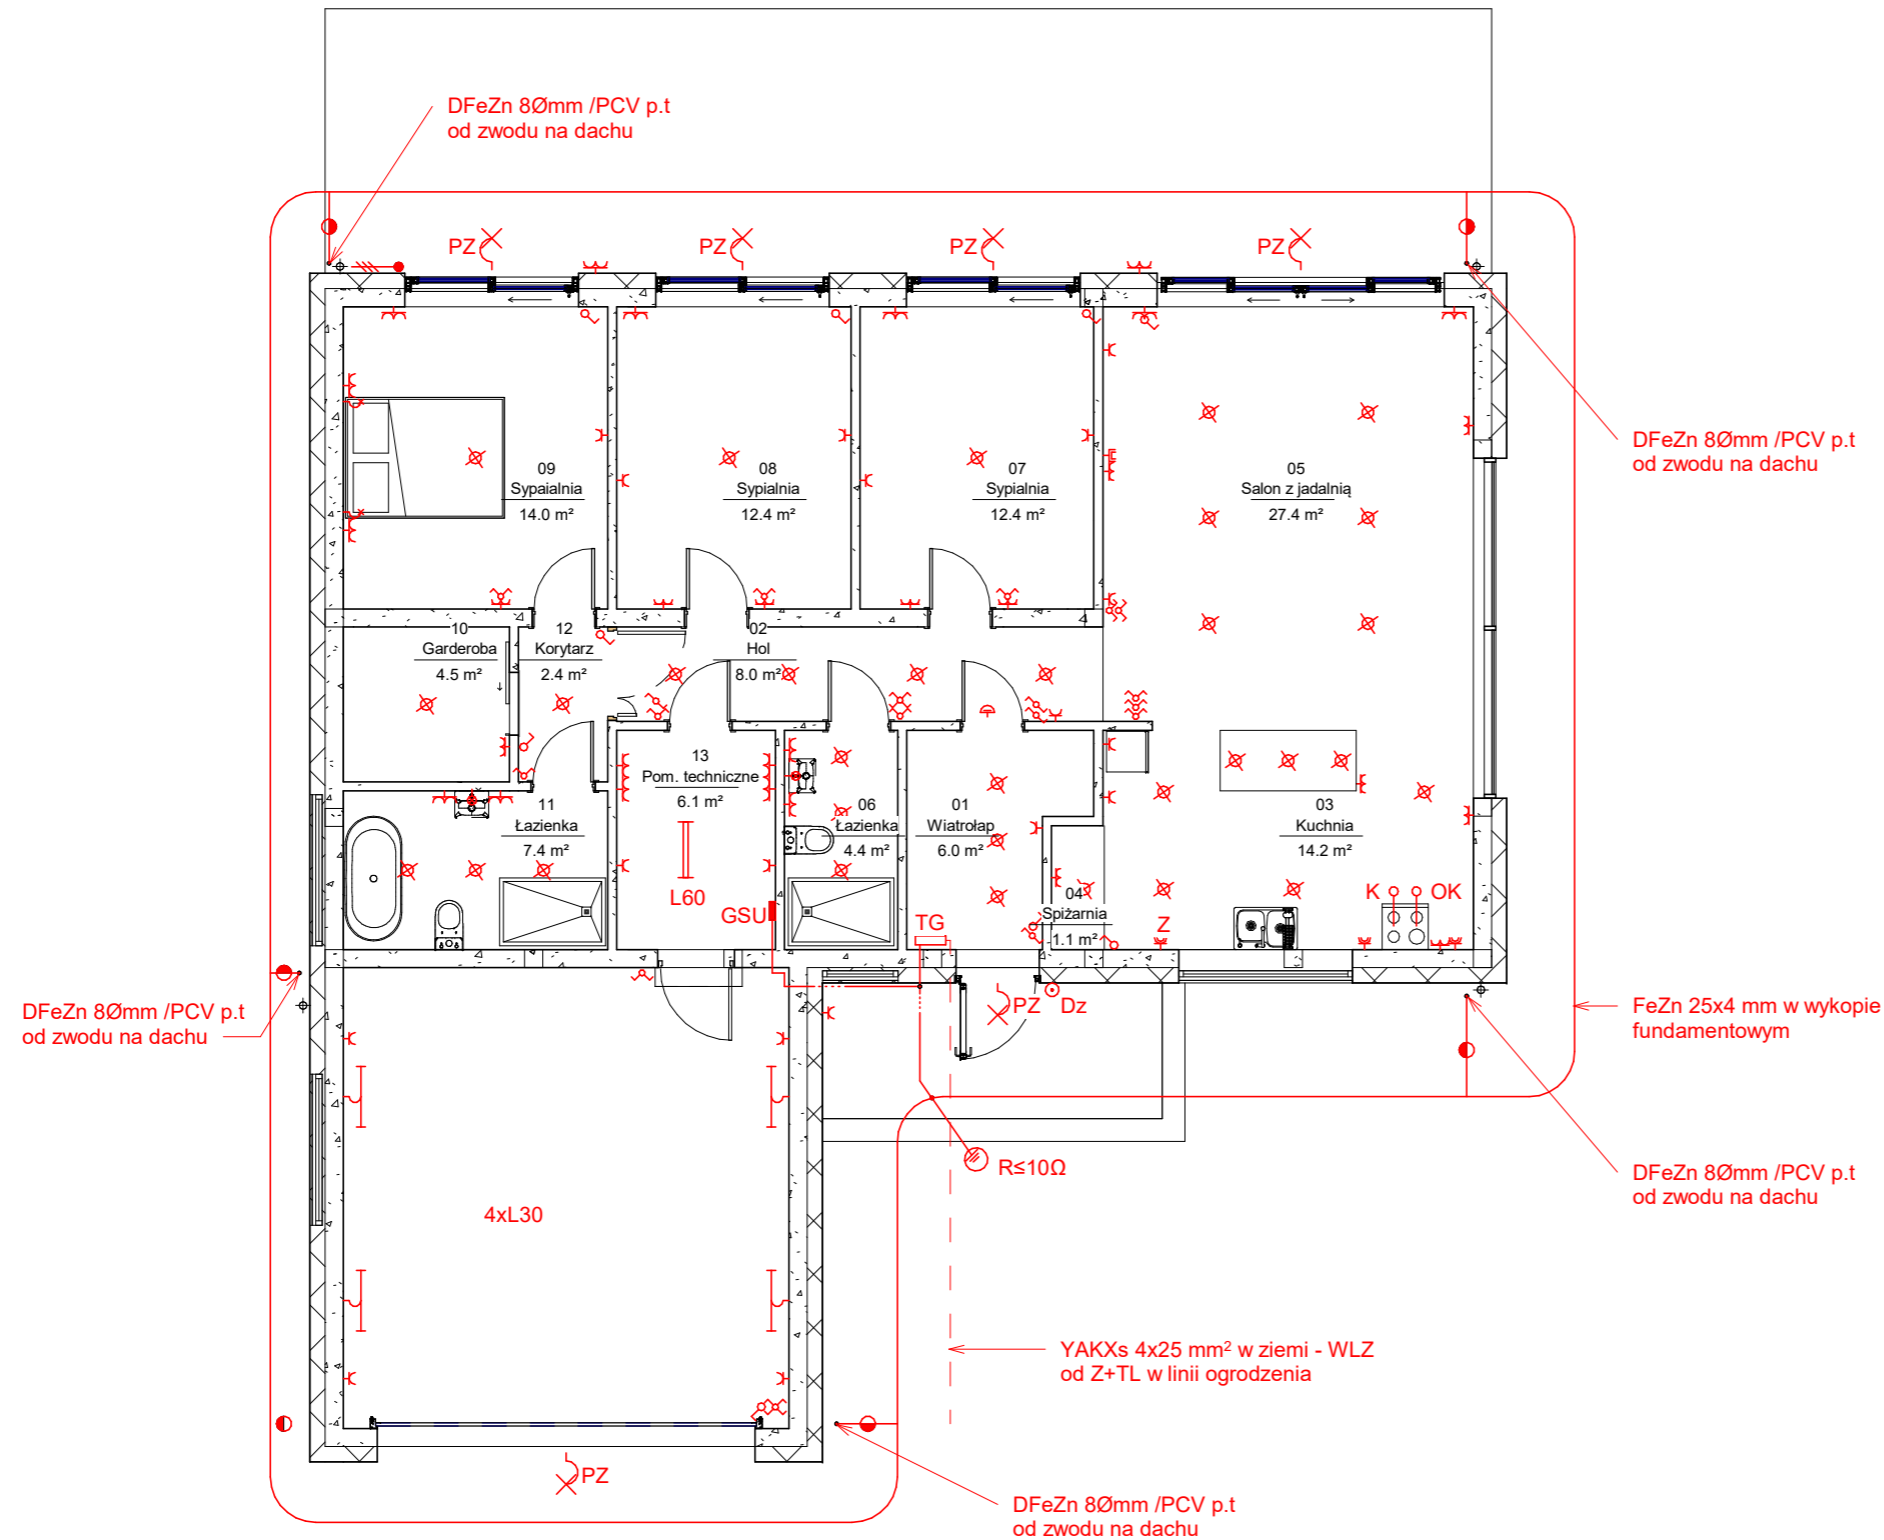 DFeZn 8Ømm /PCV p.t
od zwodu na dachu
PZ
PZ
PZ
PZ
DFeZn 8Ømm /PCV p.t
od zwodu na dachu
09
Sypaialnia
14.0 m²
08
Sypialnia
12.4 m²
07
Sypialnia
12.4 m²
05
Salon z jadalnią
27.4 m²
10
Garderoba
4.5 m²
12
Korytarz
2.4 m²
02
Hol
8.0 m²
13
Pom. techniczne
6.1 m²
11
Łazienka
7.4 m²
06
Łazienka
4.4 m²
01
Wiatrołap
6.0 m²
03
Kuchnia
14.2 m²
04
Spiżarnia
1.1 m²
L60
GSU
TG
Z
K
OK
PZ
Dz
DFeZn 8Ømm /PCV p.t
od zwodu na dachu
FeZn 25x4 mm w wykopie
fundamentowym
R≤10Ω
DFeZn 8Ømm /PCV p.t
od zwodu na dachu
4xL30
YAKXs 4x25 mm² w ziemi - WLZ
od Z+TL w linii ogrodzenia
PZ
DFeZn 8Ømm /PCV p.t
od zwodu na dachu